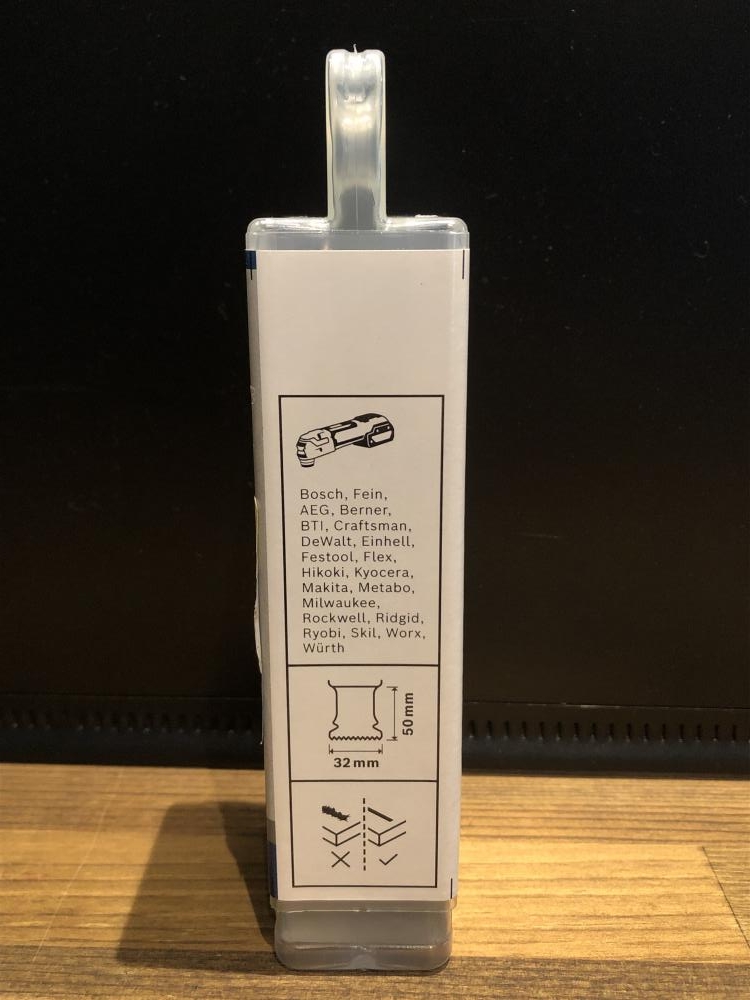 Bosch, Fein,
AEG, Berner,
BTI, Craftsman,
DeWalt, Einhell,
Festool, Flex,
Hikoki, Kyocera,
Makita, Metabo,
Milwaukee,
Rockwell, Ridgid,
Ryobi, Skil, Worx,
Würth
50 mm
32 mm